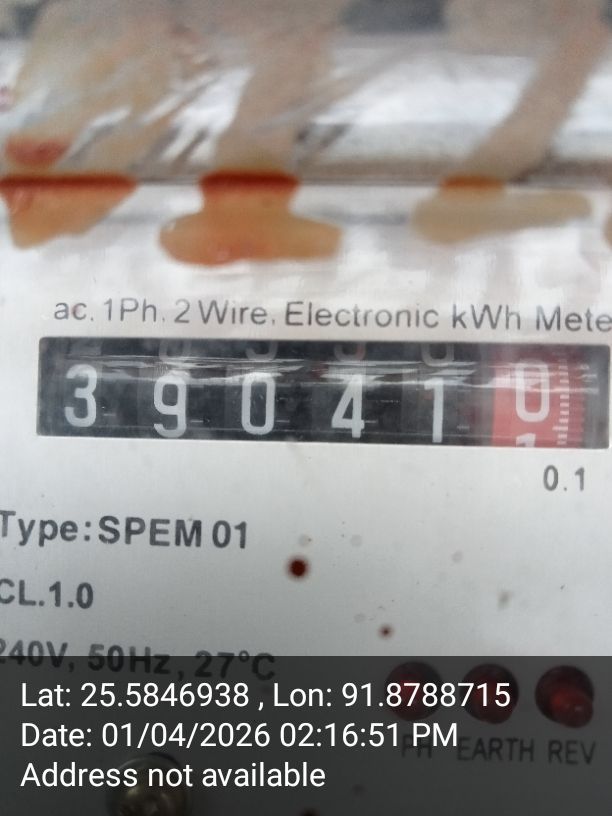 ac. 1Ph. 2 Wire. Electronic kWh Mete
3 9 0 4 1 0
0.1
Type: SPEM 01
CL.1.0
240V, 50Hz, 27°C
PH EARTH REV
Lat: 25.5846938 , Lon: 91.8788715
Date: 01/04/2026 02:16:51 PM
Address not available